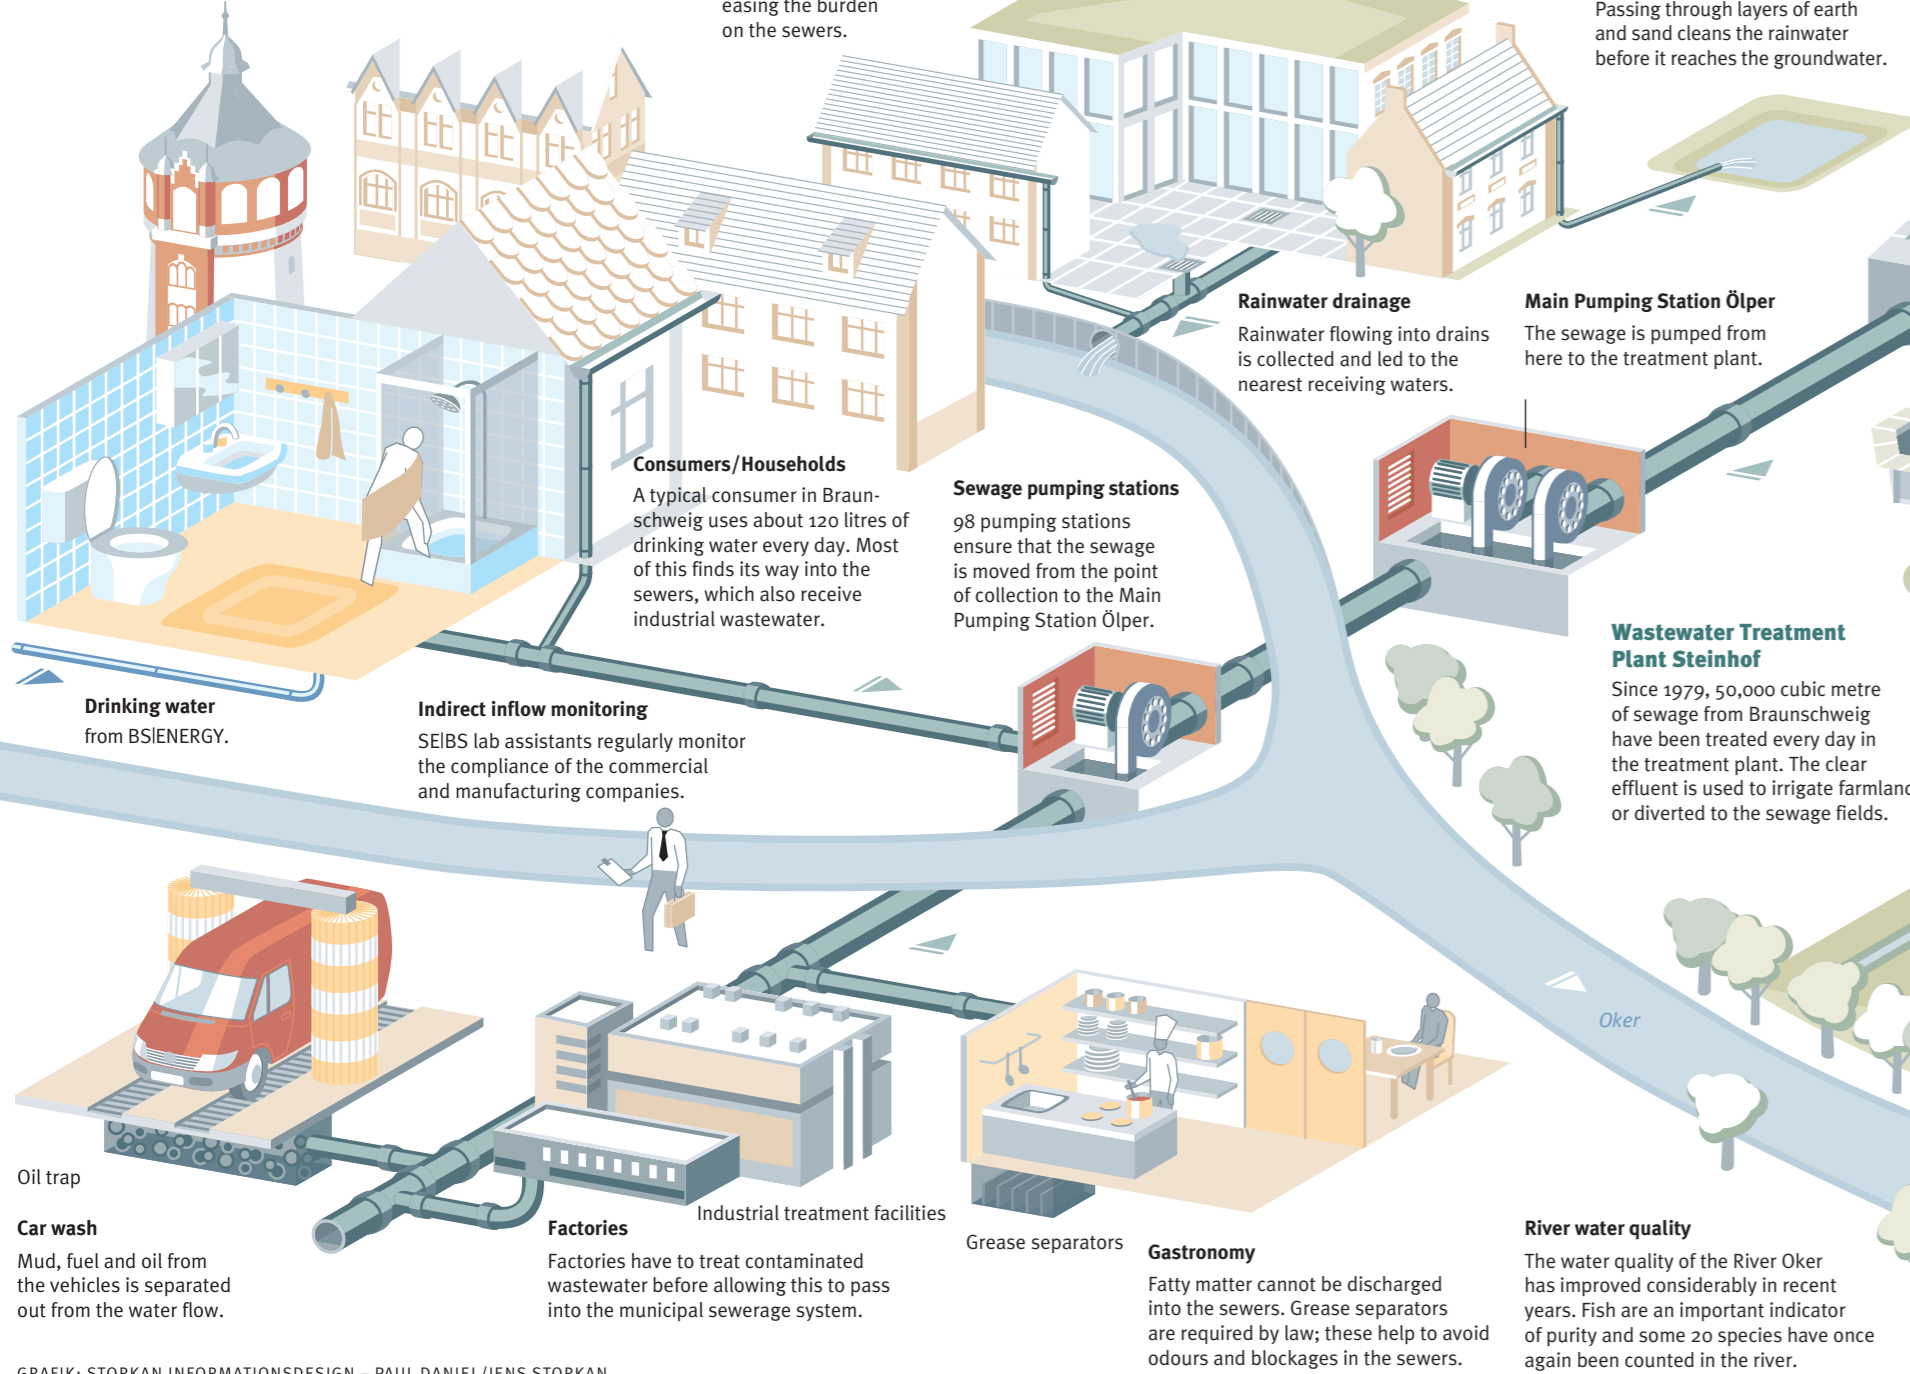 easing the burden
on the sewers.
Passing through layers of earth
and sand cleans the rainwater
before it reaches the groundwater.
Rainwater drainage
Rainwater flowing into drains
is collected and led to the
nearest receiving waters.
Main Pumping Station Ölper
The sewage is pumped from
here to the treatment plant.
Consumers/Households
A typical consumer in Braun-
schweig uses about 120 litres of
drinking water every day. Most
of this finds its way into the
sewers, which also receive
industrial wastewater.
Sewage pumping stations
98 pumping stations
ensure that the sewage
is moved from the point
of collection to the Main
Pumping Station Ölper.
Wastewater Treatment
Plant Steinhof
Since 1979, 50,000 cubic metre
of sewage from Braunschweig
have been treated every day in
the treatment plant. The clear
effluent is used to irrigate farmland
or diverted to the sewage fields.
Drinking water
from BS|ENERGY.
Indirect inflow monitoring
SE|BS lab assistants regularly monitor
the compliance of the commercial
and manufacturing companies.
Oker
Oil trap
Car wash
Mud, fuel and oil from
the vehicles is separated
out from the water flow.
Industrial treatment facilities
Factories
Factories have to treat contaminated
wastewater before allowing this to pass
into the municipal sewerage system.
Grease separators
Gastronomy
Fatty matter cannot be discharged
into the sewers. Grease separators
are required by law; these help to avoid
odours and blockages in the sewers.
River water quality
The water quality of the River Oker
has improved considerably in recent
years. Fish are an important indicator
of purity and some 20 species have once
again been counted in the river.
GRAFIK: STORKAN INFORMATIONSDESIGN – PAUL DANIEL/JENS STORKAN